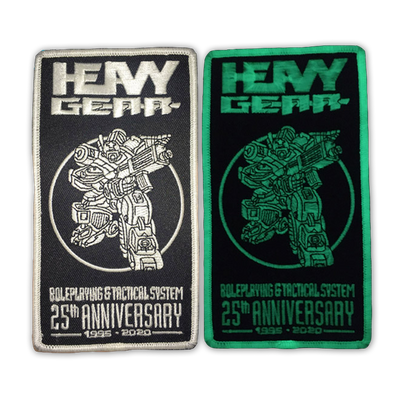 HEAVY
GEAR
ROLEPLAYING & TACTICAL SYSTEM
25th ANNIVERSARY
1995 - 2020
HEAVY
GEAR
ROLEPLAYING & TACTICAL SYSTEM
25th ANNIVERSARY
1995 - 2020